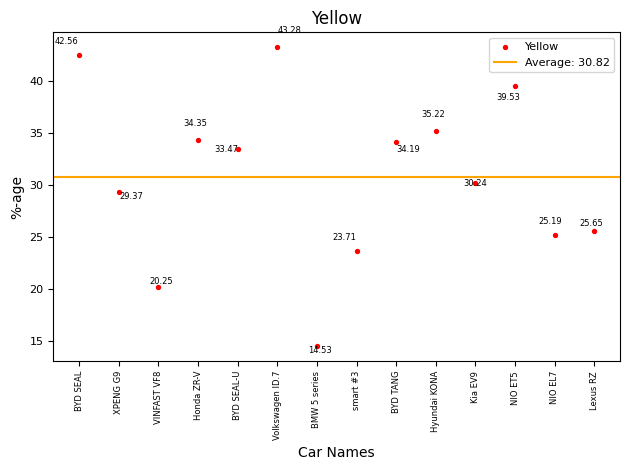 Yellow
42.56
43.28
Yellow
Average: 30.82
39.53
34.35
35.22
33.47
34.19
29.37
30.24
20.25
23.71
25.19
25.65
14.53
40
35
30
25
20
15
%-age
BYD SEAL
XPENG G9
VINFAST VF8
Honda ZR-V
BYD SEAL-U
Volkswagen ID.7
BMW 5 series
smart #3
BYD TANG
Hyundai KONA
Kia EV9
NIO ET5
NIO EL7
Lexus RZ
Car Names